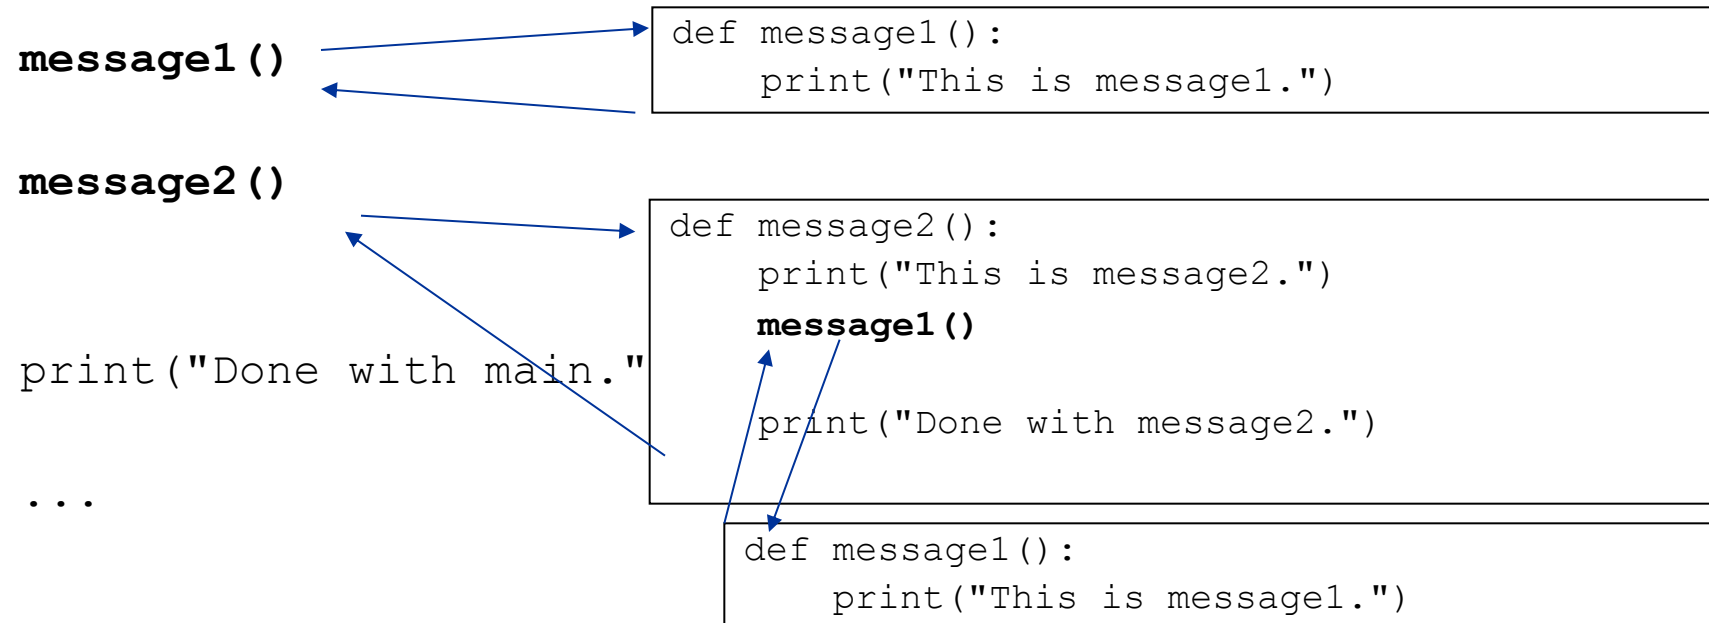 message1()
def message1():
print("This is message1.")
message2()
def message2():
print("This is message2.")
message1()
print("Done with main."
print("Done with message2.")
...
def message1():
print("This is message1.")